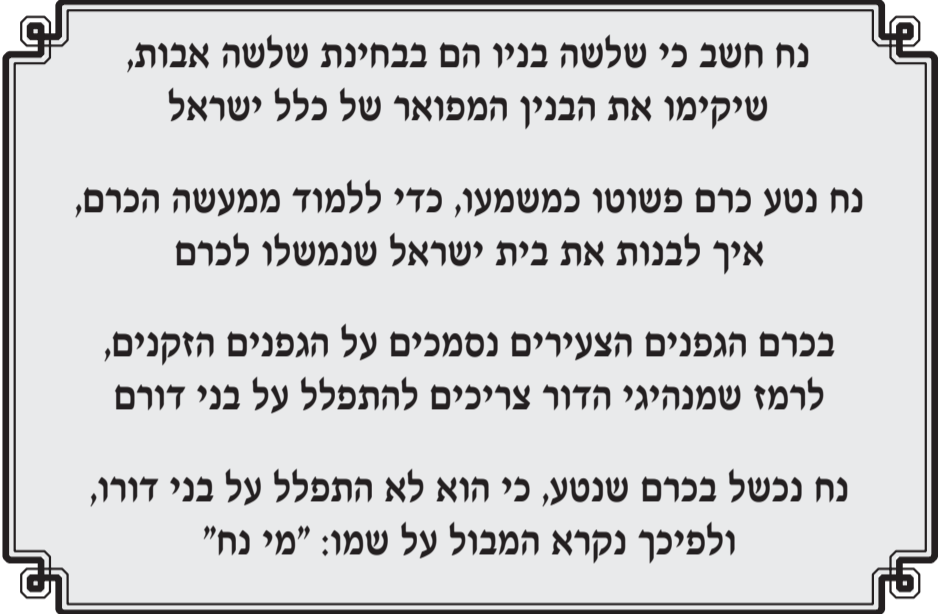 נח חשב כי שלשה בניו הם בבחינת שלשה אבות,
שיקימו את הבנין המפואר של כלל ישראל
נח נטע כרם פשוטו כמשמעו, כדי ללמוד ממעשה הכרם,
איך לבנות את בית ישראל שנמשלו לכרם
בכרם הגפנים הצעירים נסמכים על הגפנים הזקנים,
לרמז שמנהיגי הדור צריכים להתפלל על בני דורם
נח נכשל בכרם שנטע, כי הוא לא התפלל על בני דורו,
ולפיכך נקרא המבול על שמו: "מי נח"